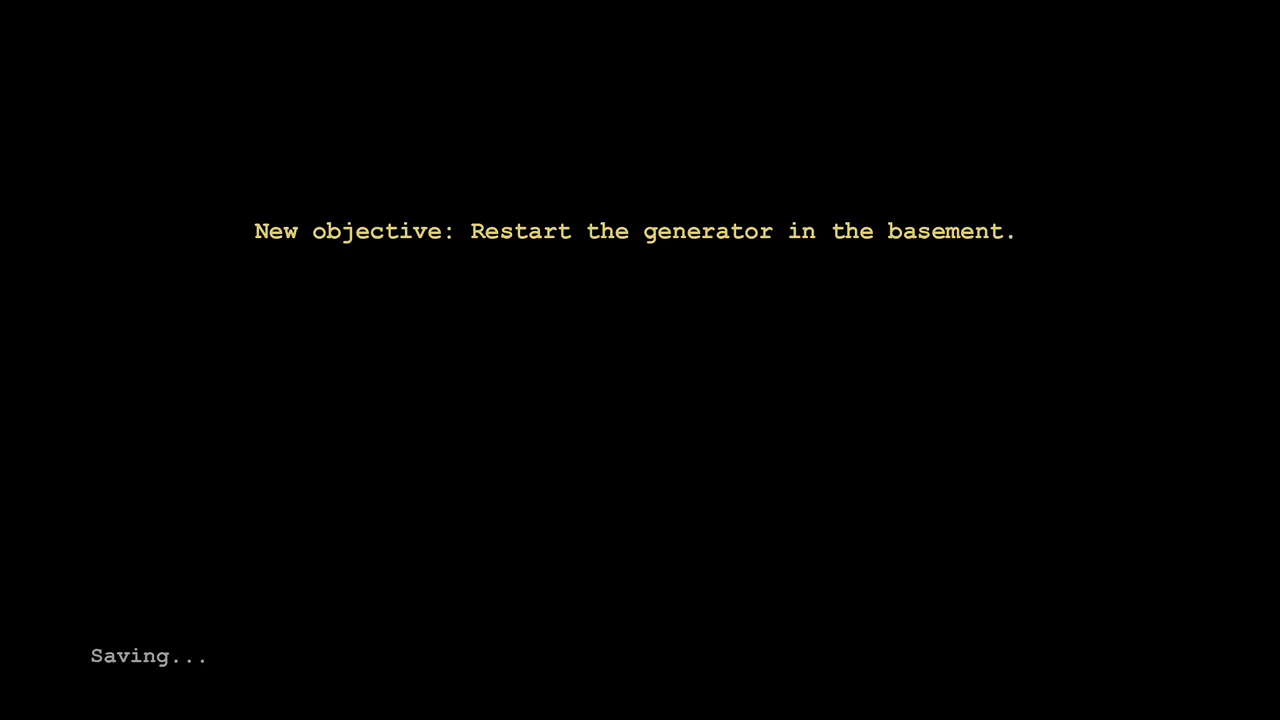 New objective: Restart the generator in the basement.
Saving...